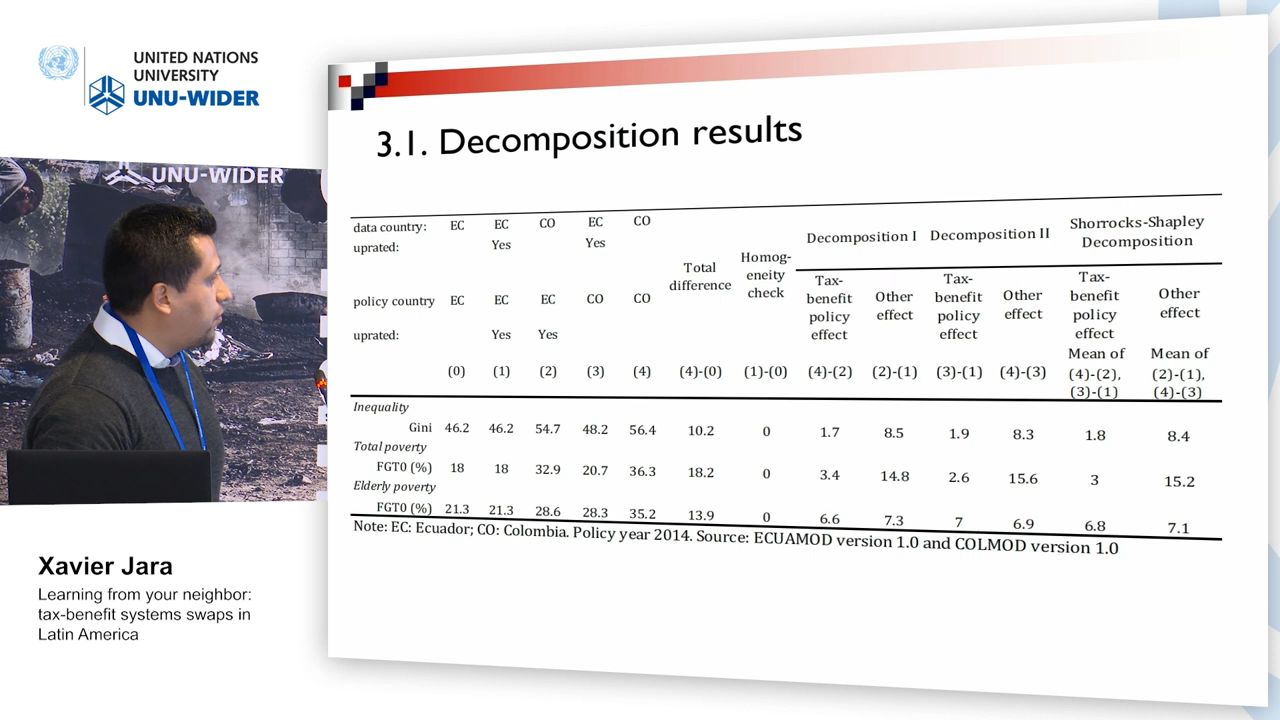 UNITED NATIONS
UNIVERSITY
UNU-WIDER
UNU-WIDER
Xavier Jara
Learning from your neighbor:
tax-benefit systems swaps in
Latin America
3.1. Decomposition results
data country: EC EC CO EC CO
uprated: Yes Yes
policy country EC EC EC CO CO
uprated: Yes Yes
Total difference
Homog-eneity check
Decomposition I Decomposition II Shorrocks-Shapley Decomposition
Tax-benefit policy effect Other effect Tax-benefit policy effect Other effect Tax-benefit policy effect Other effect
(0) (1) (2) (3) (4) (4)-(0) (1)-(0) (4)-(2) (2)-(1) (3)-(1) (4)-(3) Mean of (4)-(2), (3)-(1) Mean of (2)-(1), (4)-(3)
Inequality
Gini 46.2 46.2 54.7 48.2 56.4 10.2 0 1.7 8.5 1.9 8.3 1.8 8.4
Total poverty
FGT0 (%) 18 18 32.9 20.7 36.3 18.2 0 3.4 14.8 2.6 15.6 3 15.2
Elderly poverty
FGT0 (%) 21.3 21.3 28.6 28.3 35.2 13.9 0 6.6 7.3 7 6.9 6.8 7.1
Note: EC: Ecuador; CO: Colombia. Policy year 2014. Source: ECUAMOD version 1.0 and COLMOD version 1.0